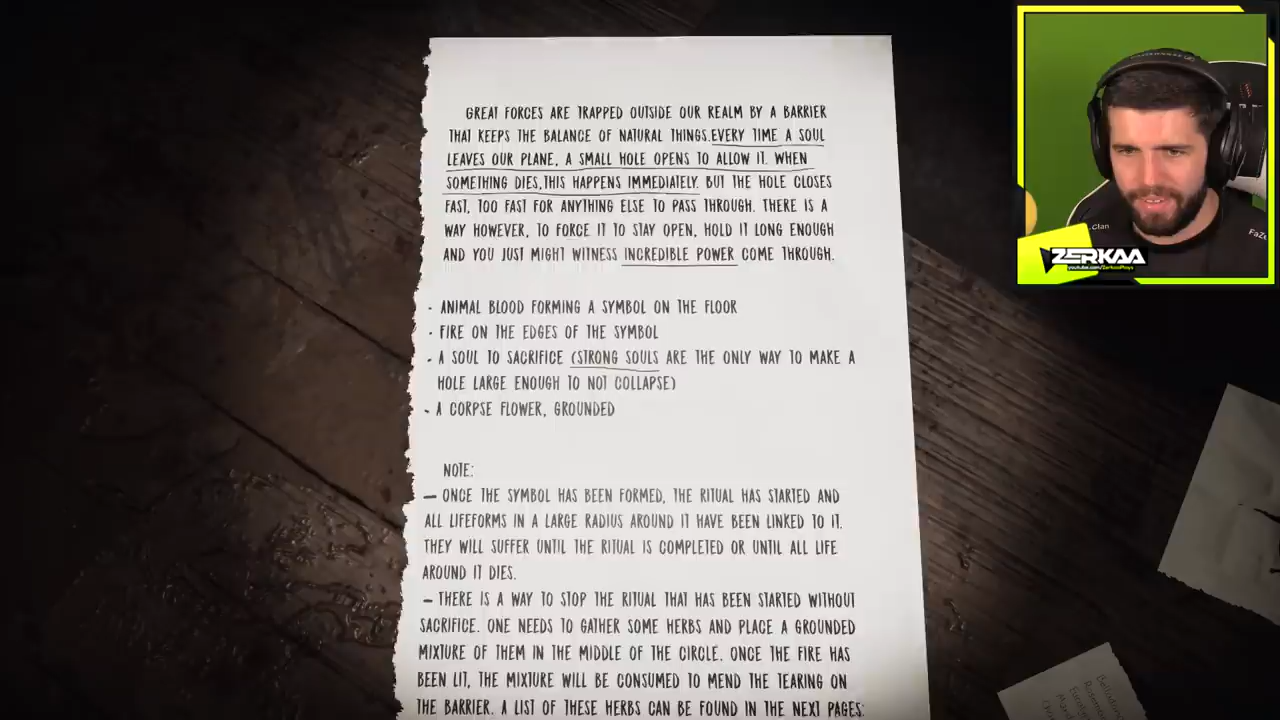 GREAT FORCES ARE TRAPPED OUTSIDE OUR REALM BY A BARRIER
THAT KEEPS THE BALANCE OF NATURAL THINGS.EVERY TIME A SOUL
LEAVES OUR PLANE, A SMALL HOLE OPENS TO ALLOW IT. WHEN
SOMETHING DIES,THIS HAPPENS IMMEDIATELY. BUT THE HOLE CLOSES
FAST, TOO FAST FOR ANYTHING ELSE TO PASS THROUGH. THERE IS A
WAY HOWEVER, TO FORCE IT TO STAY OPEN, HOLD IT LONG ENOUGH
AND YOU JUST MIGHT WITNESS INCREDIBLE POWER COME THROUGH.
- ANIMAL BLOOD FORMING A SYMBOL ON THE FLOOR
- FIRE ON THE EDGES OF THE SYMBOL
- A SOUL TO SACRIFICE (STRONG SOULS ARE THE ONLY WAY TO MAKE A
HOLE LARGE ENOUGH TO NOT COLLAPSE)
- A CORPSE FLOWER, GROUNDED
NOTE:
— ONCE THE SYMBOL HAS BEEN FORMED, THE RITUAL HAS STARTED AND
ALL LIFEFORMS IN A LARGE RADIUS AROUND IT HAVE BEEN LINKED TO IT.
THEY WILL SUFFER UNTIL THE RITUAL IS COMPLETED OR UNTIL ALL LIFE
AROUND IT DIES.
— THERE IS A WAY TO STOP THE RITUAL THAT HAS BEEN STARTED WITHOUT
SACRIFICE. ONE NEEDS TO GATHER SOME HERBS AND PLACE A GROUNDED
MIXTURE OF THEM IN THE MIDDLE OF THE CIRCLE. ONCE THE FIRE HAS
BEEN LIT, THE MIXTURE WILL BE CONSUMED TO MEND THE TEARING ON
THE BARRIER. A LIST OF THESE HERBS CAN BE FOUND IN THE NEXT PAGES:
.Clan
FaZe
ZERKAA
youtube.com/ZerkaaPlays